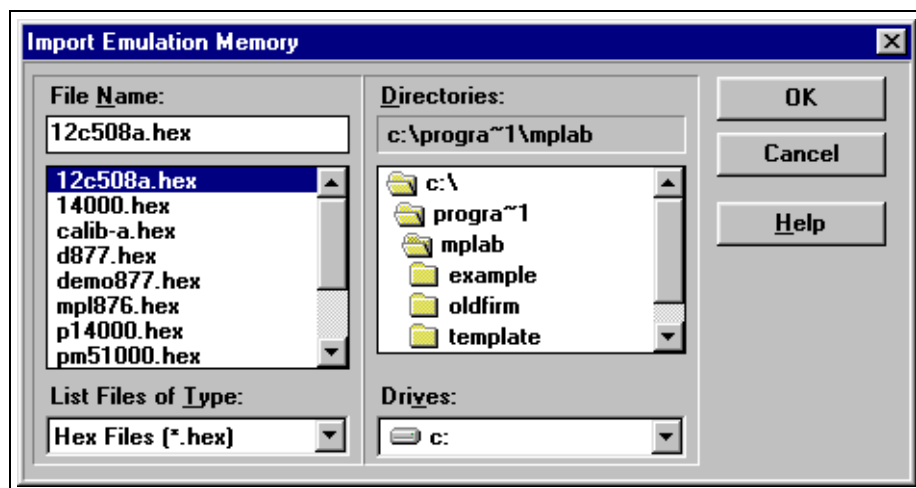 Import Emulation Memory
File Name:
12c508a.hex
12c508a.hex
14000.hex
calib-a.hex
d877.hex
demo877.hex
mpl876.hex
p14000.hex
pm51000.hex
List Files of Type:
Hex Files (*.hex)
Directories:
c:\progra~1\mplab
c:\
progra~1
mplab
example
oldfirm
template
Drives:
c:
OK
Cancel
Help